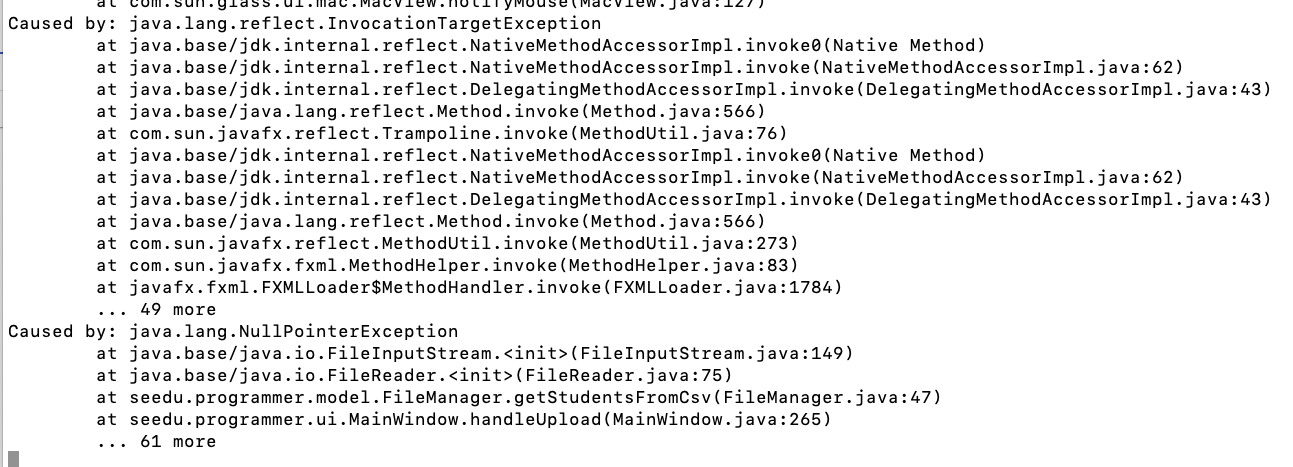 at com.sun.glass.ui.mac.MacView.notifyMouse(MacView.java:127)
Caused by: java.lang.reflect.InvocationTargetException
at java.base/jdk.internal.reflect.NativeMethodAccessorImpl.invoke0(Native Method)
at java.base/jdk.internal.reflect.NativeMethodAccessorImpl.invoke(NativeMethodAccessorImpl.java:62)
at java.base/jdk.internal.reflect.DelegatingMethodAccessorImpl.invoke(DelegatingMethodAccessorImpl.java:43)
at java.base/java.lang.reflect.Method.invoke(Method.java:566)
at com.sun.javafx.reflect.Trampoline.invoke(MethodUtil.java:76)
at java.base/jdk.internal.reflect.NativeMethodAccessorImpl.invoke0(Native Method)
at java.base/jdk.internal.reflect.NativeMethodAccessorImpl.invoke(NativeMethodAccessorImpl.java:62)
at java.base/jdk.internal.reflect.DelegatingMethodAccessorImpl.invoke(DelegatingMethodAccessorImpl.java:43)
at java.base/java.lang.reflect.Method.invoke(Method.java:566)
at com.sun.javafx.reflect.MethodUtil.invoke(MethodUtil.java:273)
at com.sun.javafx.fxml.MethodHelper.invoke(MethodHelper.java:83)
at javafx.fxml.FXMLLoader$MethodHandler.invoke(FXMLLoader.java:1784)
... 49 more
Caused by: java.lang.NullPointerException
at java.base/java.io.FileInputStream.<init>(FileInputStream.java:149)
at java.base/java.io.FileReader.<init>(FileReader.java:75)
at seedu.programmer.model.FileManager.getStudentsFromCsv(FileManager.java:47)
at seedu.programmer.ui.MainWindow.handleUpload(MainWindow.java:265)
... 61 more